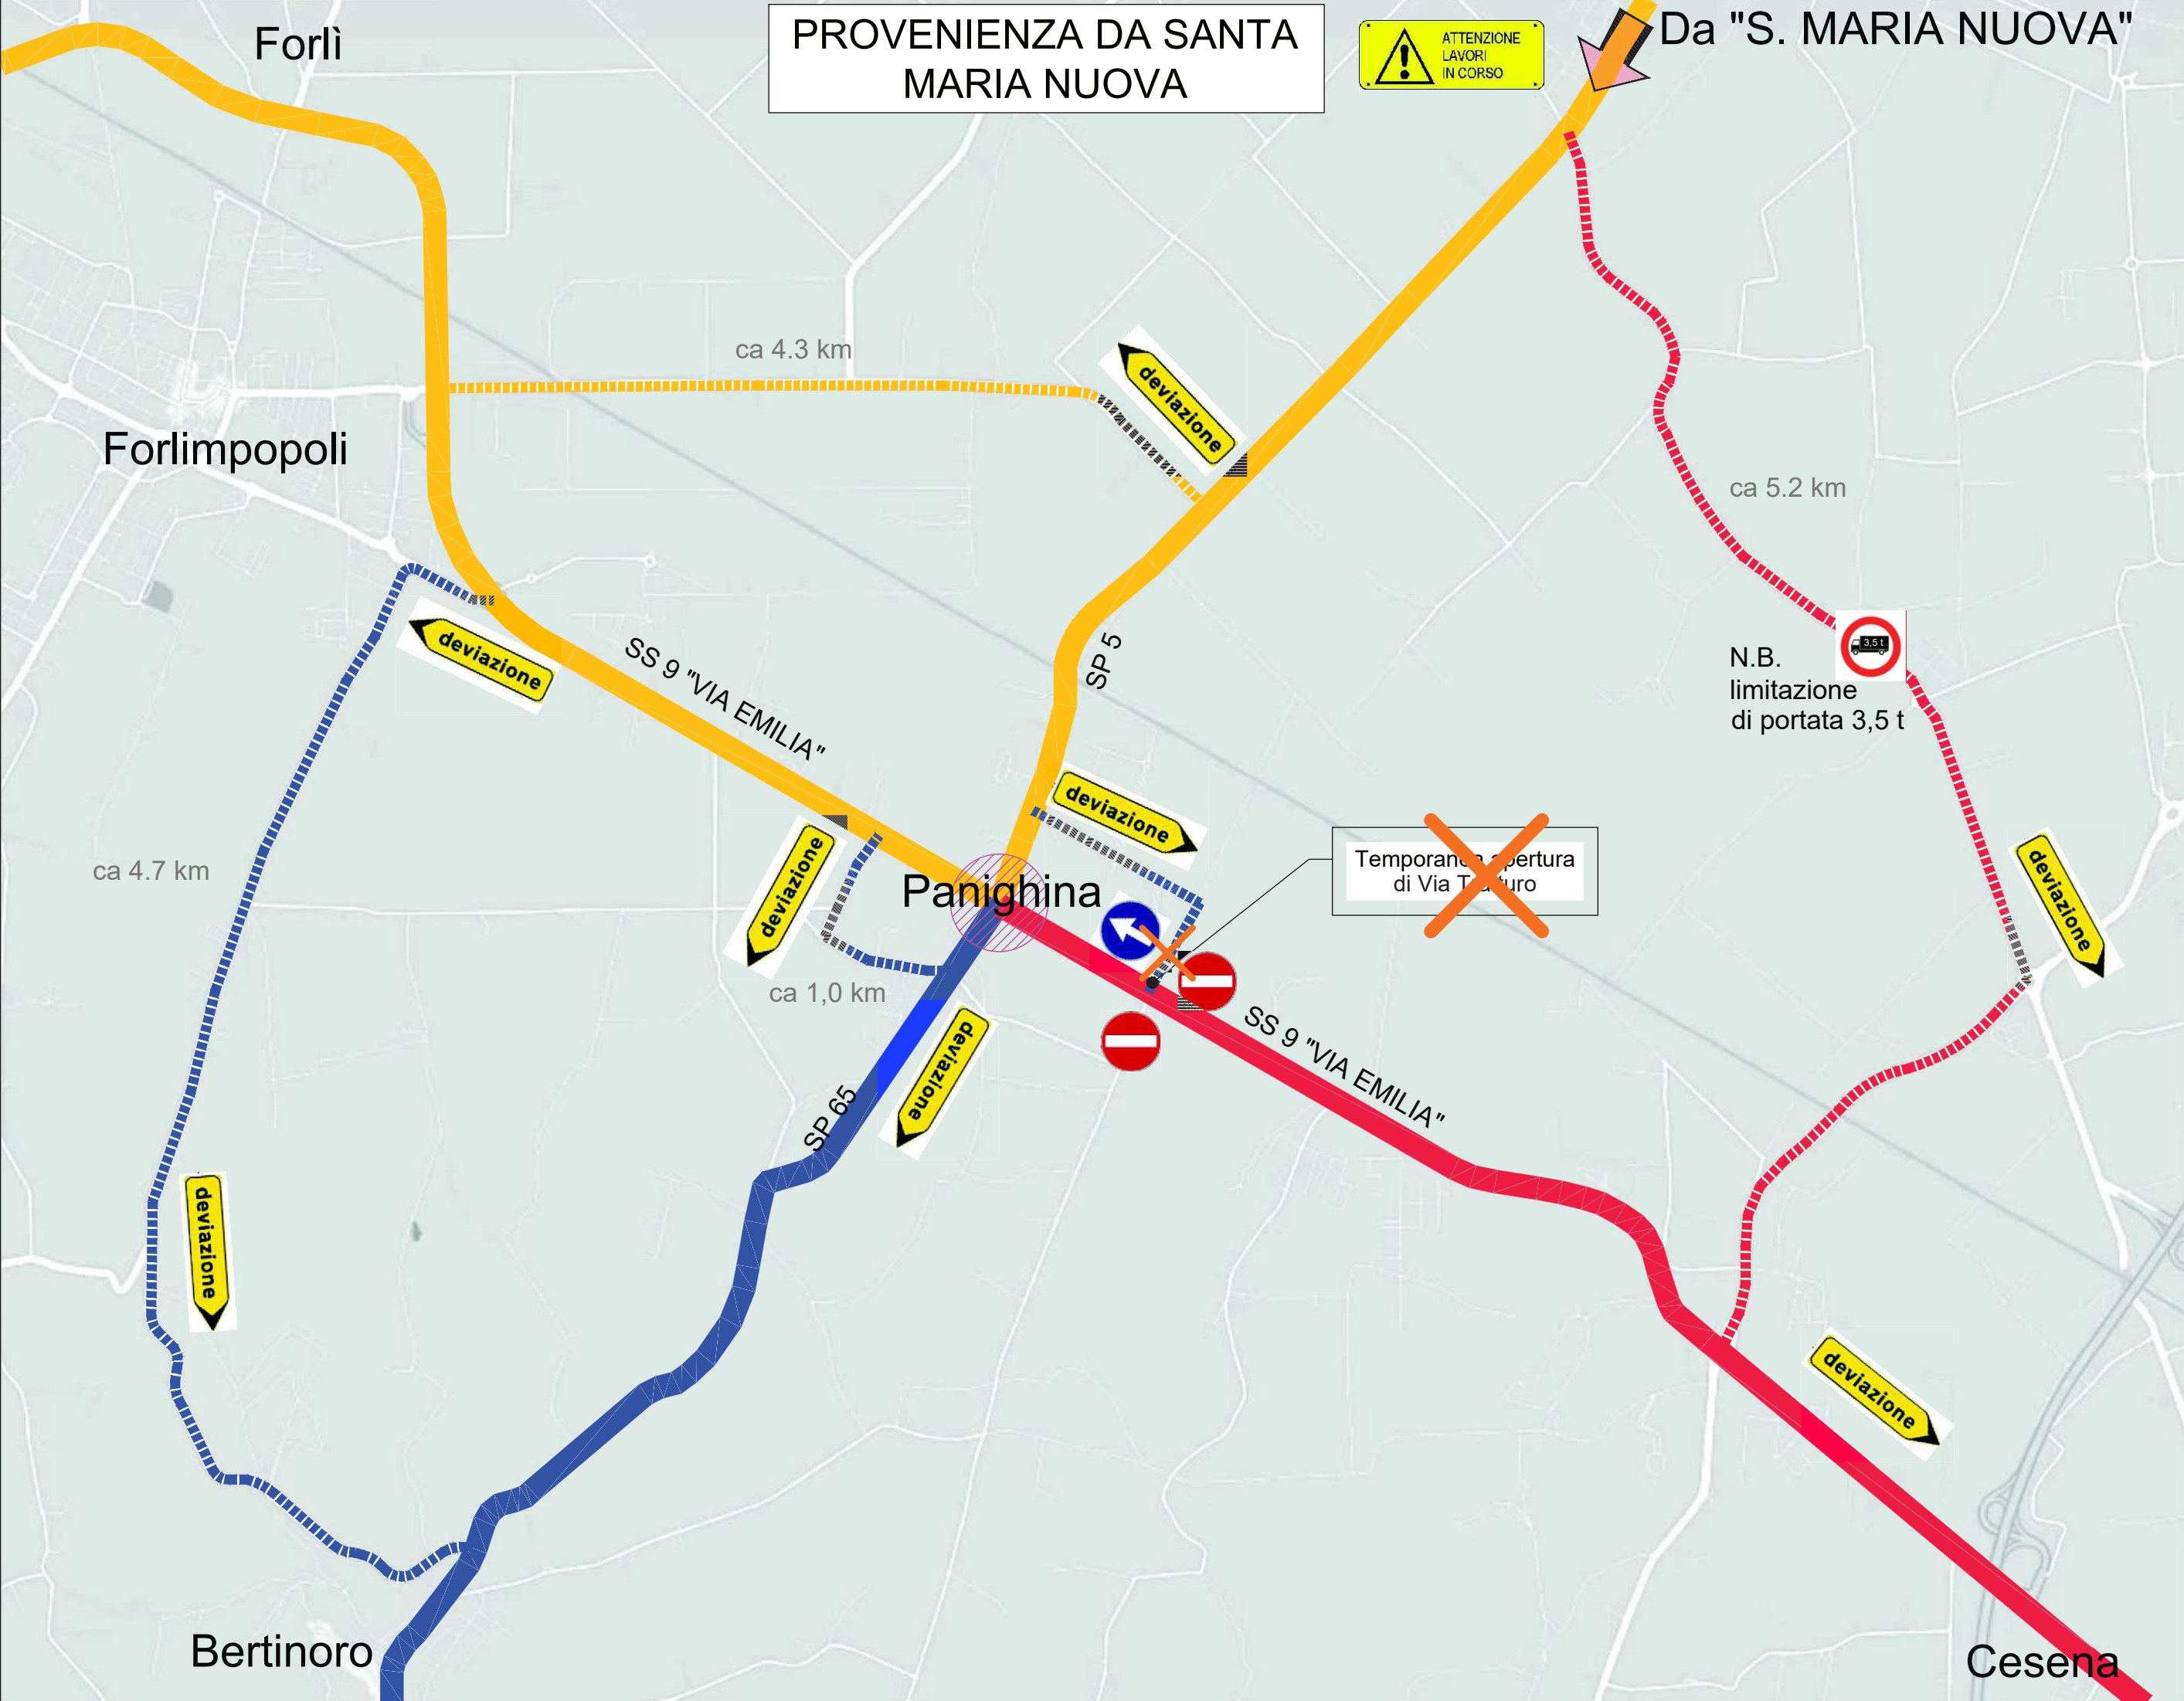 Forlì
PROVENIENZA DA SANTA
MARIA NUOVA
ATTENZIONE
LAVORI
IN CORSO
Da "S. MARIA NUOVA"
ca 4.3 km
deviazione
Forlimpopoli
ca 5.2 km
deviazione
SS 9 "VIA EMILIA"
SP 5
3,5 t
N.B.
limitazione
di portata 3,5 t
deviazione
deviazione
ca 4.7 km
Panighina
Temporanea apertura
di Via
deviazione
ca 1,0 km
deviazione
SS 9 "VIA EMILIA"
SP 65
deviazione
deviazione
Bertinoro
Cesena